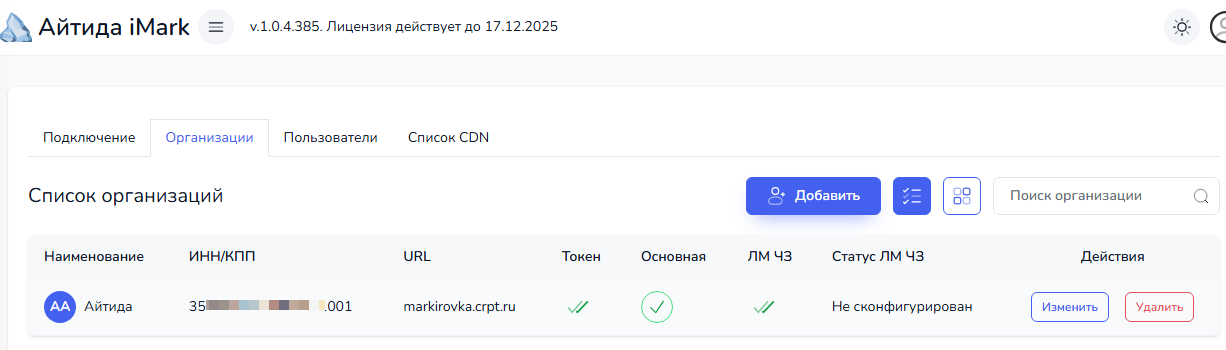 Айтида iMark v.1.0.4.385. Лицензия действует до 17.12.2025
Подключение Организации Пользователи Список CDN
Список организаций Добавить Поиск организации
Наименование ИНН/КПП URL Токен Основная ЛМ ЧЗ Статус ЛМ ЧЗ Действия
АА Айтида 35 .001 markirovka.crpt.ru Не сконфигурирован Изменить Удалить